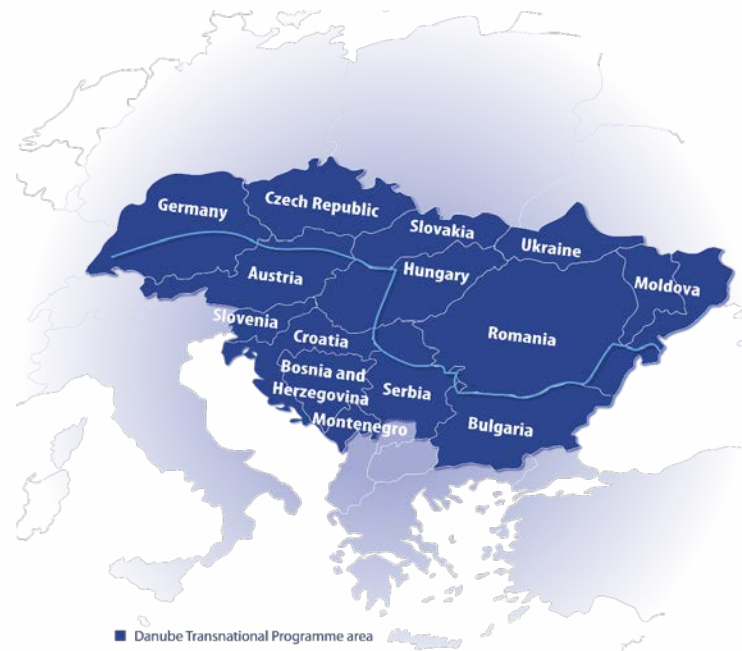 Germany
Czech Republic
Slovakia
Ukraine
Austria
Hungary
Moldova
Slovenia
Croatia
Romania
Bosnia and
Herzegovina
Serbia
Montenegro
Bulgaria
Danube Transnational Programme area